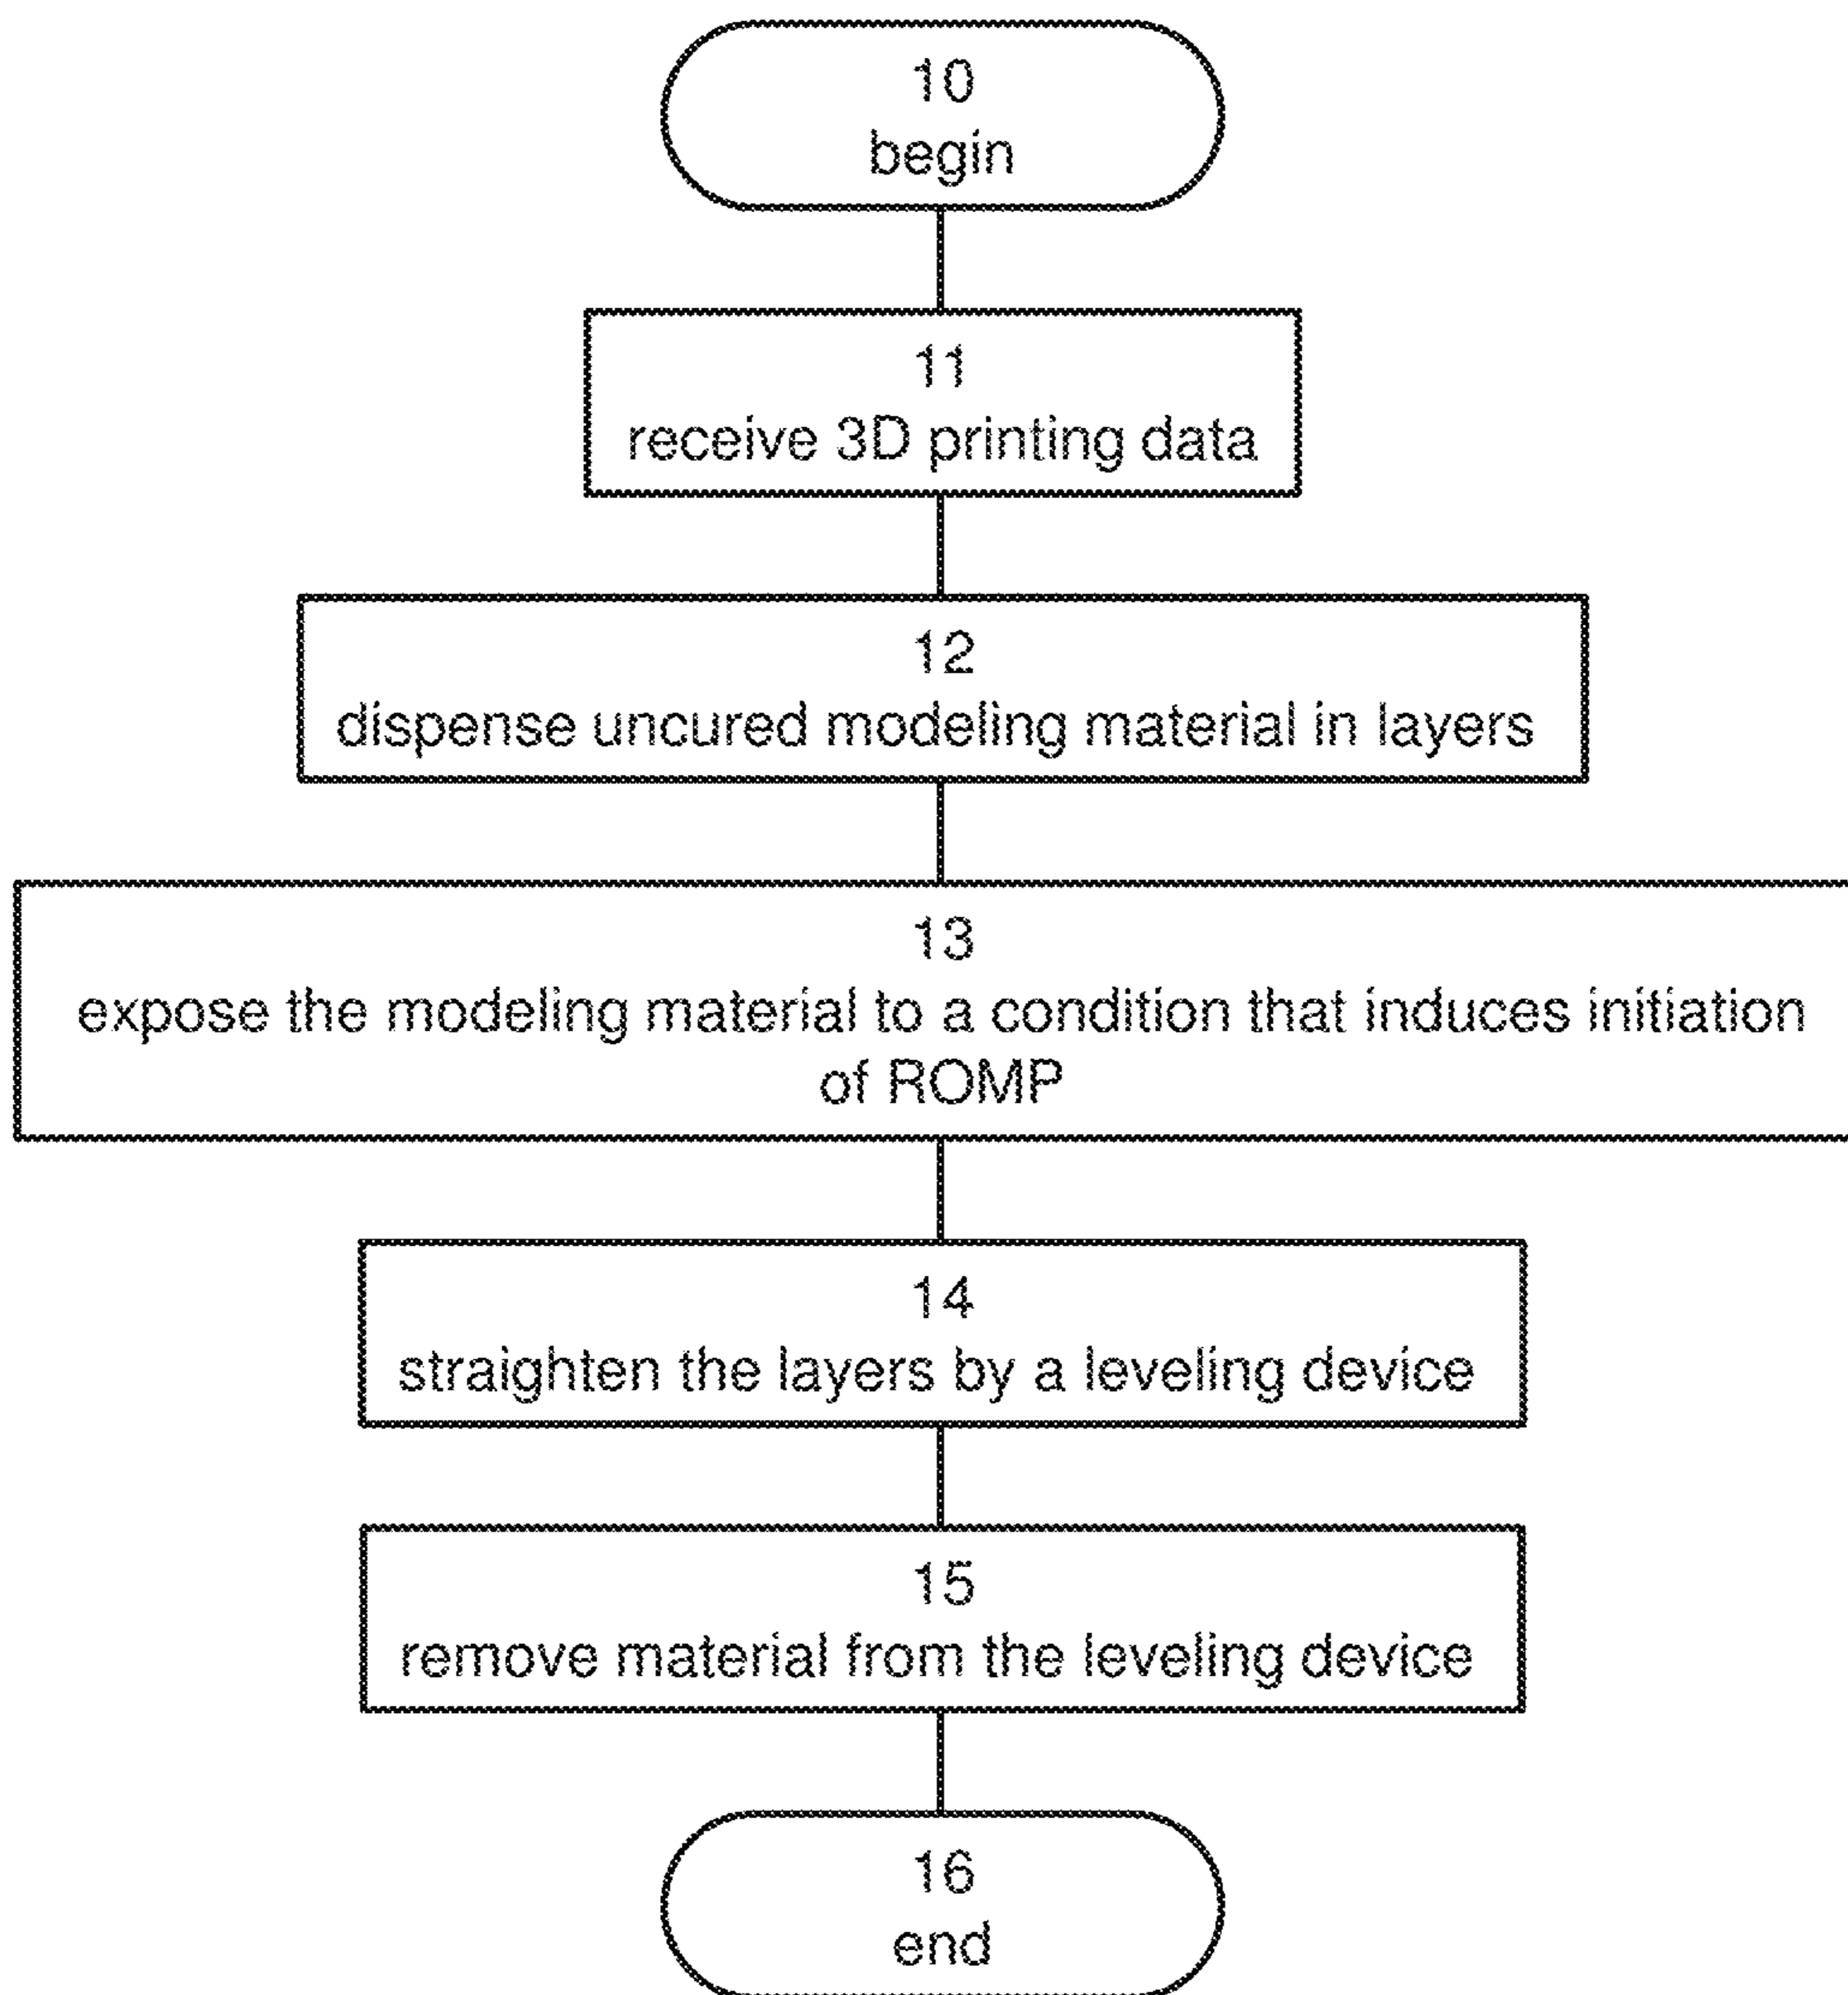 10
begin
11
receive 3D printing data
12
dispense uncured modeling material in layers
13
expose the modeling material to a condition that induces initiation
of ROMP
14
straighten the layers by a leveling device
15
remove material from the leveling device
16
end